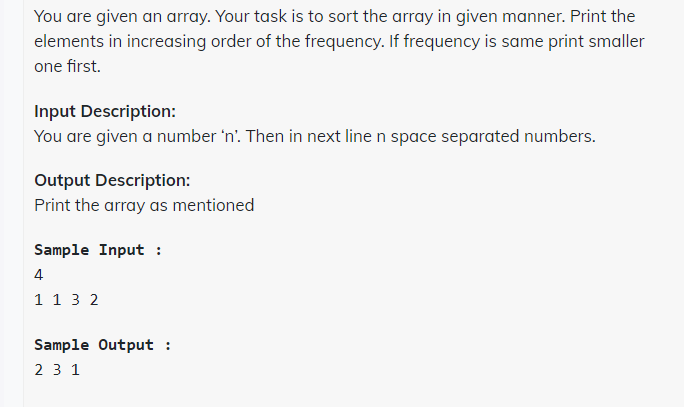 You are given an array. Your task is to sort the array in given manner. Print the
elements in increasing order of the frequency. If frequency is same print smaller
one first.
Input Description:
You are given a number ‘n’. Then in next line n space separated numbers.
Output Description:
Print the array as mentioned
Sample Input :
4
1 1 3 2
Sample Output :
2 3 1